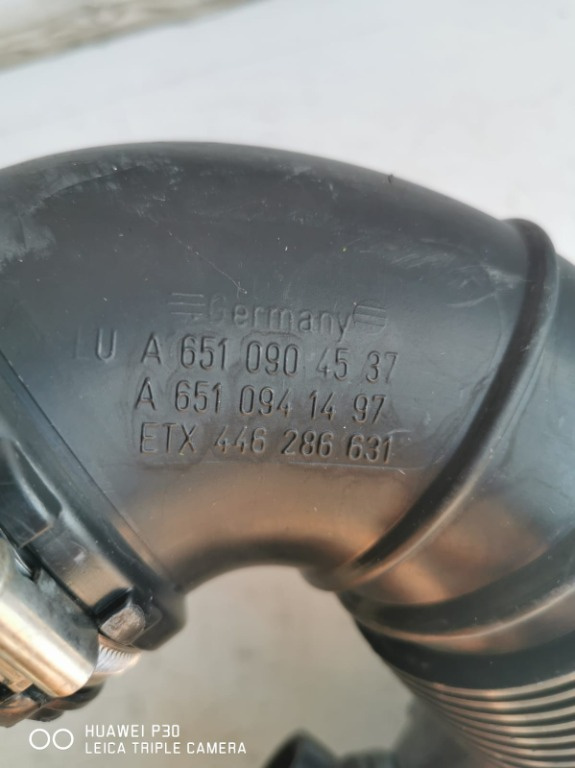 Germany
LU A 651 090 45 37
A 651 094 14 97
ETX 446 286 631
HUAWEI P30
LEICA TRIPLE CAMERA